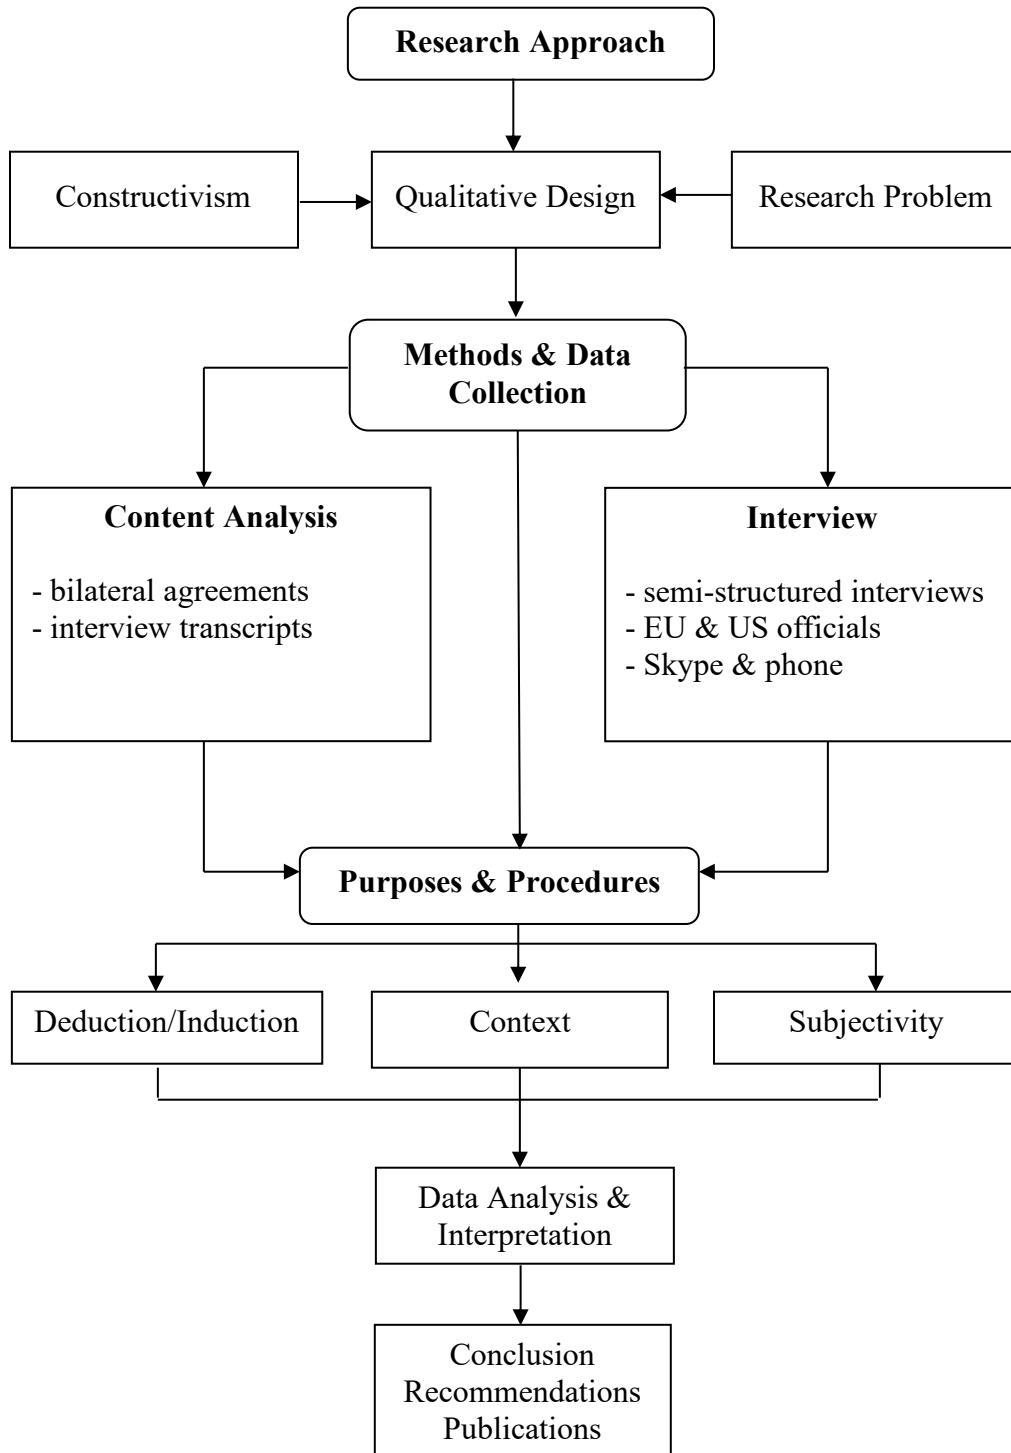 Research Approach
Constructivism
Qualitative Design
Research Problem
Methods & Data
Collection
Content Analysis
- bilateral agreements
- interview transcripts
Interview
- semi-structured interviews
- EU & US officials
- Skype & phone
Purposes & Procedures
Deduction/Induction
Context
Subjectivity
Data Analysis &
Interpretation
Conclusion
Recommendations
Publications